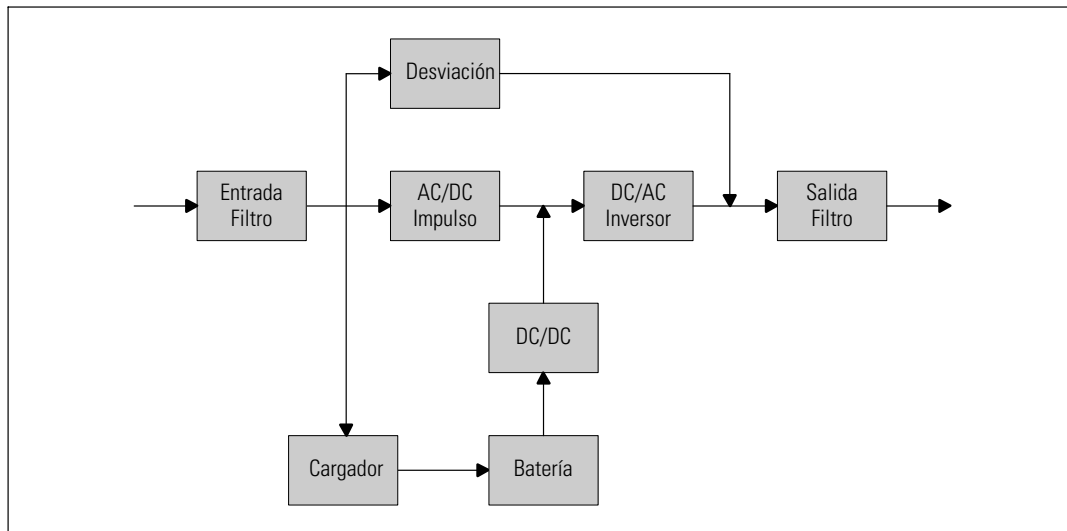 Desviación
Entrada
Filtro
AC/DC
Impulso
DC/AC
Inversor
Salida
Filtro
DC/DC
Cargador
Batería